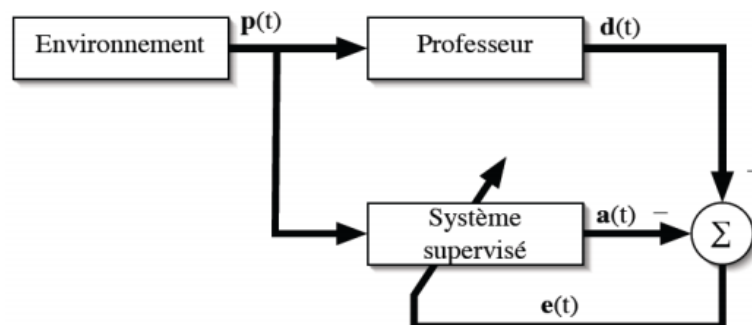 Environnement
p(t)
Professeur
d(t)
Système
supervisé
a(t)
−
Σ
e(t)